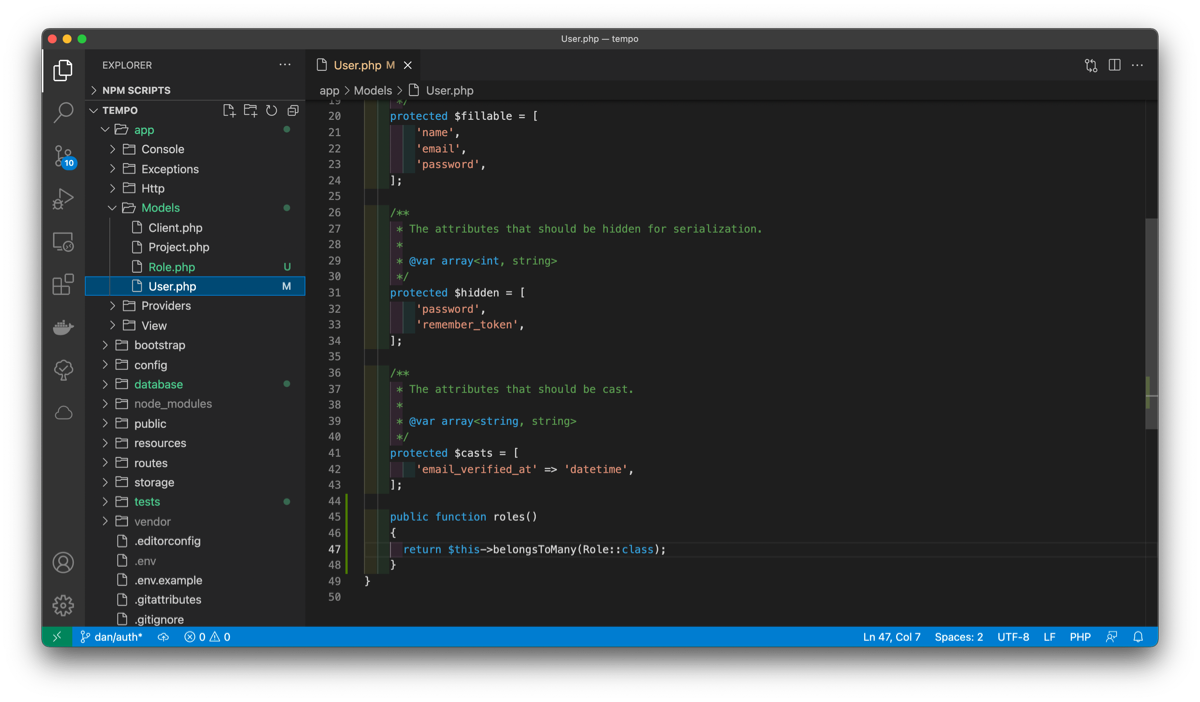 User.php — tempo
EXPLORER
NPM SCRIPTS
TEMPO
app
Console
Exceptions
Http
Models
Client.php
Project.php
Role.php U
User.php M
Providers
View
bootstrap
config
database
node_modules
public
resources
routes
storage
tests
vendor
.editorconfig
.env
.env.example
.gitattributes
.gitignore
10
User.php M
app > Models > User.php
19 */
20 protected $fillable = [
21 'name',
22 'email',
23 'password',
24 ];
25
26 /**
27 * The attributes that should be hidden for serialization.
28 *
29 * @var array<int, string>
30 */
31 protected $hidden = [
32 'password',
33 'remember_token',
34 ];
35
36 /**
37 * The attributes that should be cast.
38 *
39 * @var array<string, string>
40 */
41 protected $casts = [
42 'email_verified_at' => 'datetime',
43 ];
44
45 public function roles()
46 {
47 return $this->belongsToMany(Role::class);
48 }
49 }
50
dan/auth* 0 0 Ln 47, Col 7 Spaces: 2 UTF-8 LF PHP